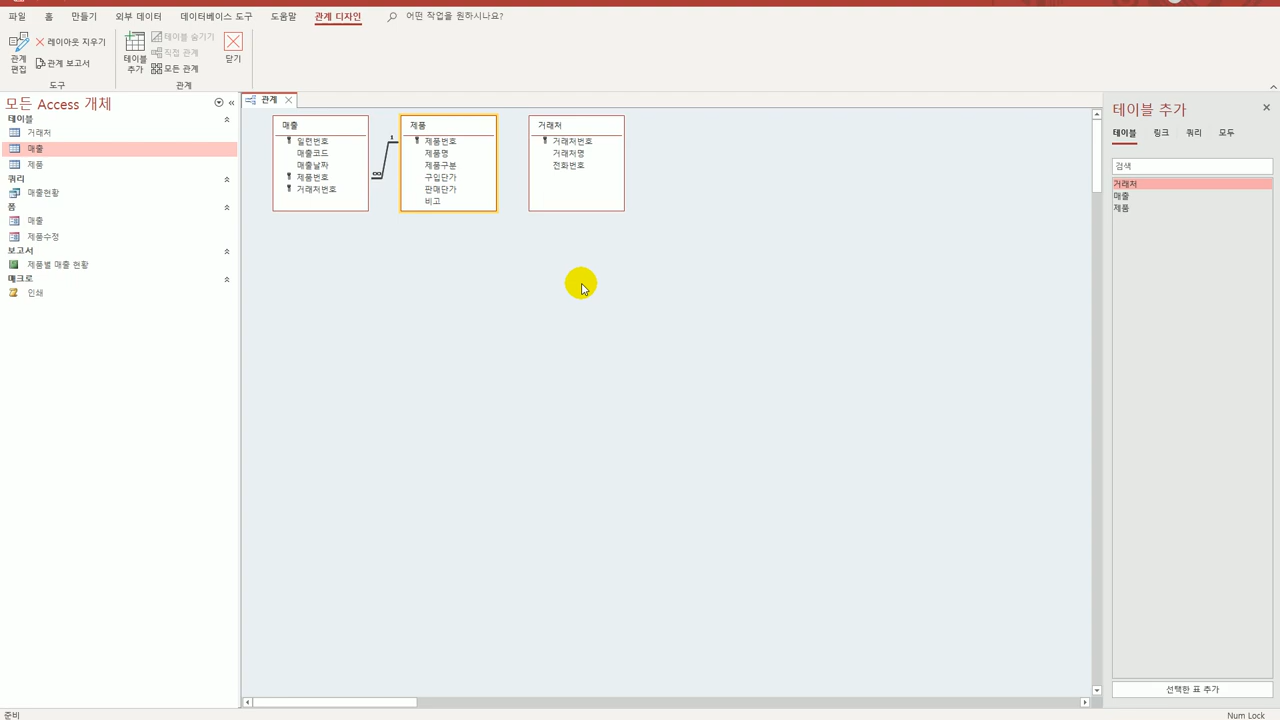 파일 홈 만들기 외부 데이터 데이터베이스 도구 도움말 관계 디자인 어떤 작업을 원하시나요?
관계 편집
레이아웃 지우기
관계 보고서
도구
테이블 추가
테이블 숨기기
직접 관계
모든 관계
닫기
관계
모든 Access 개체
테이블
거래처
매출
제품
쿼리
매출현황
폼
매출
제품수정
보고서
제품별 매출 현황
매크로
인쇄
관계
매출
일련번호
매출코드
매출날짜
제품번호
거래처번호
1
∞
제품
제품번호
제품명
제품구분
구입단가
판매단가
비고
거래처
거래처번호
거래처명
전화번호
테이블 추가
테이블 링크 쿼리 모두
검색
거래처
매출
제품
선택한 표 추가
준비
Num Lock